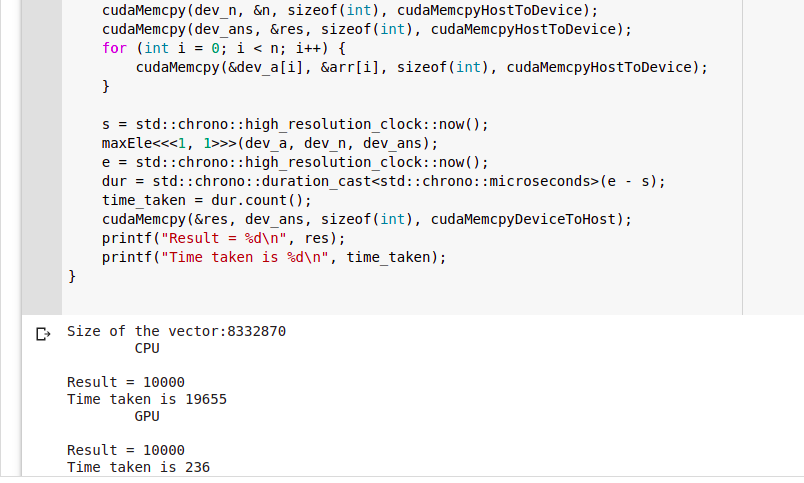 cudaMemcpy(dev_n, &n, sizeof(int), cudaMemcpyHostToDevice);
cudaMemcpy(dev_ans, &res, sizeof(int), cudaMemcpyHostToDevice);
for (int i = 0; i < n; i++) {
cudaMemcpy(&dev_a[i], &arr[i], sizeof(int), cudaMemcpyHostToDevice);
}
s = std::chrono::high_resolution_clock::now();
maxEle<<<1, 1>>>(dev_a, dev_n, dev_ans);
e = std::chrono::high_resolution_clock::now();
dur = std::chrono::duration_cast<std::chrono::microseconds>(e - s);
time_taken = dur.count();
cudaMemcpy(&res, dev_ans, sizeof(int), cudaMemcpyDeviceToHost);
printf("Result = %d\n", res);
printf("Time taken is %d\n", time_taken);
}
Size of the vector:8332870
CPU
Result = 10000
Time taken is 19655
GPU
Result = 10000
Time taken is 236